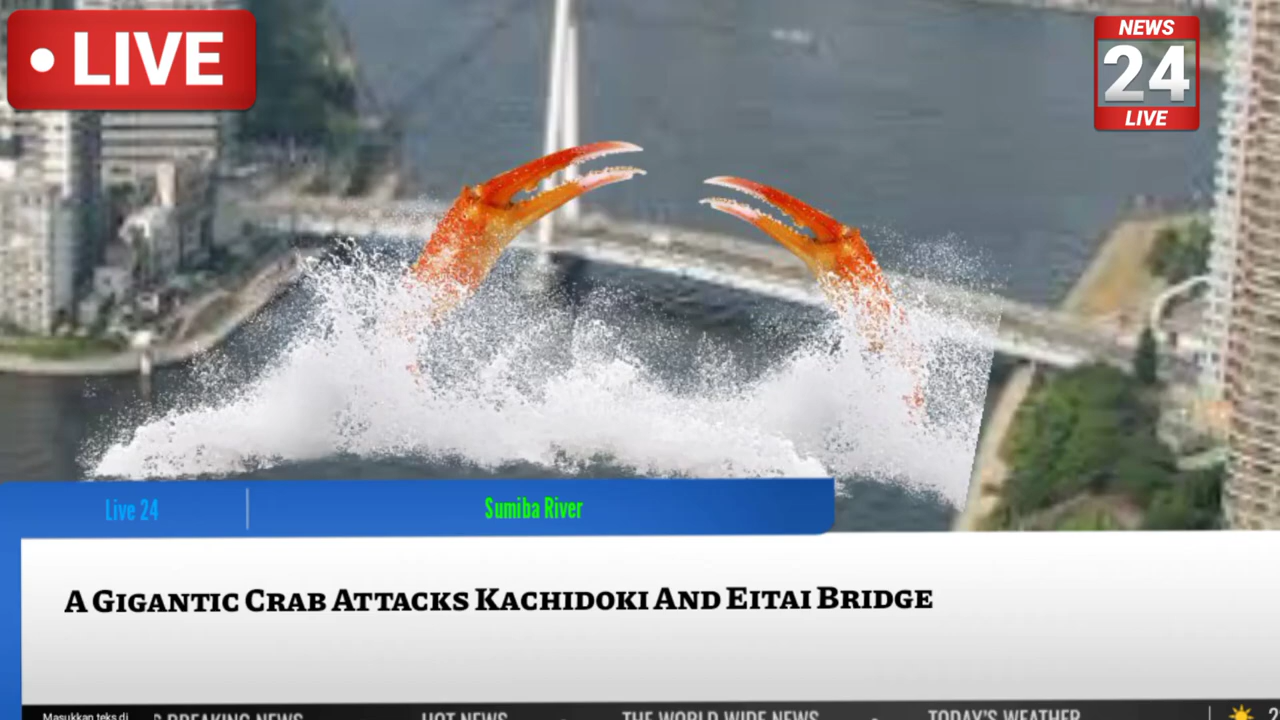 LIVE
NEWS
24
LIVE
Live 24
Sumiba River
A Gigantic Crab Attacks Kachidoki And Eitai Bridge
Masukkan teks di
BREAKING NEWS
HOT NEWS
THE WORLD WIDE NEWS
TODAY'S WEATHER